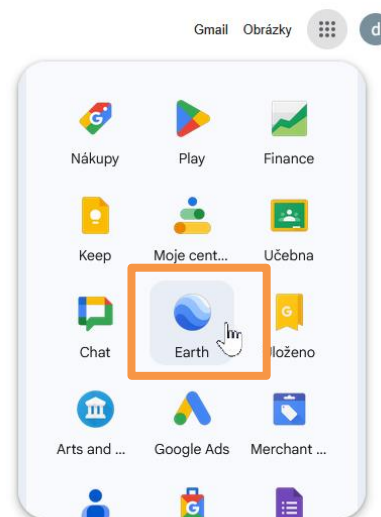 Gmail Obrázky d
Nákupy Play Finance
Keep Moje cent... Učebna
Chat Earth Uloženo
Arts and ... Google Ads Merchant ...